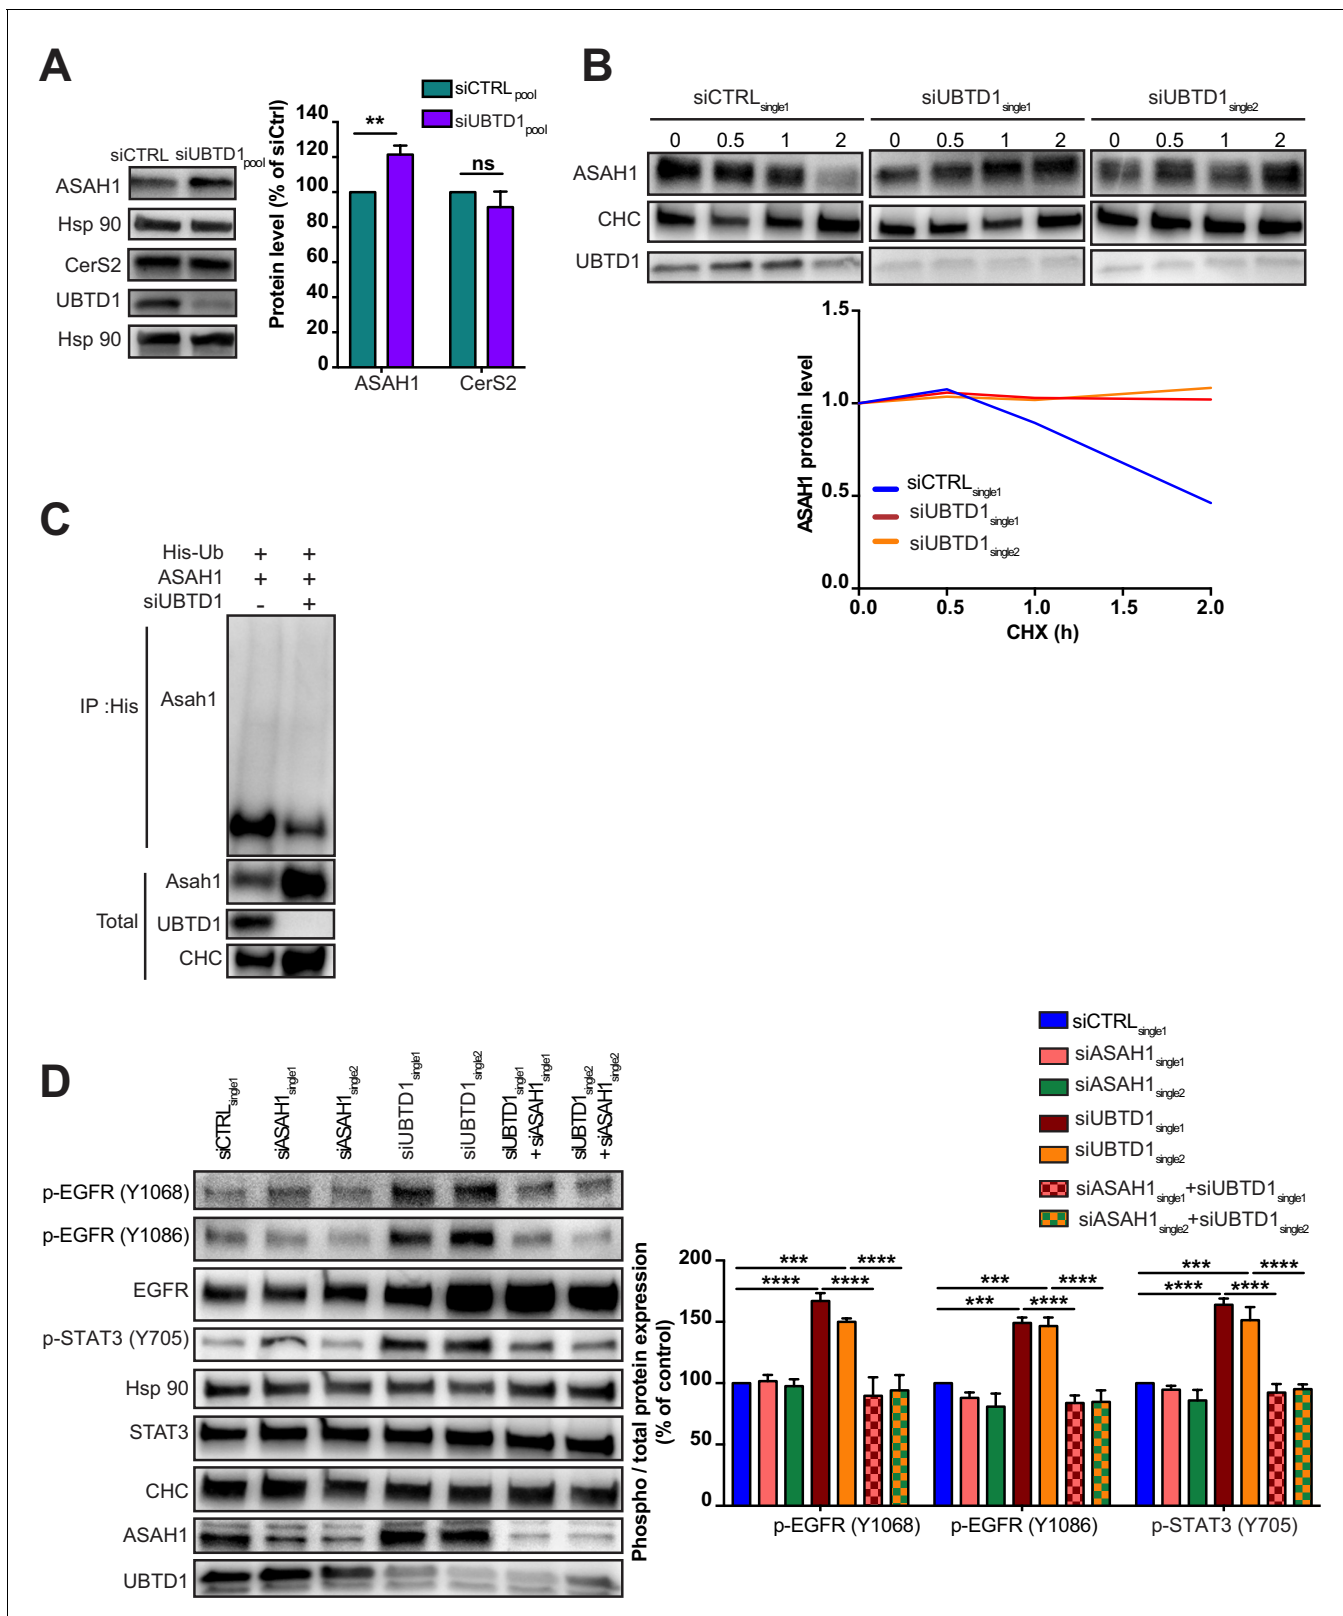 A
siCTRL siUBTD1pool
ASAH1
Hsp 90
CerS2
UBTD1
Hsp 90
Protein level (% of siCtrl)
140
120
100
80
60
40
20
0
**
ns
ASAH1 CerS2
siCTRLpool
siUBTD1pool
B
siCTRLsingle1 siUBTD1single1 siUBTD1single2
0 0.5 1 2 0 0.5 1 2 0 0.5 1 2
ASAH1
CHC
UBTD1
ASAH1 protein level
1.5
1.0
0.5
0.0
siCTRLsingle1
siUBTD1single1
siUBTD1single2
0.0 0.5 1.0 1.5 2.0
CHX (h)
C
His-Ub + +
ASAH1 + +
siUBTD1 - +
IP :His
Asah1
Total
Asah1
UBTD1
CHC
D
siCTRLsingle1
siASAH1single1
siASAH1single2
siUBTD1single1
siUBTD1single2
siUBTD1single1
+siASAH1single1
siUBTD1single2
+siASAH1single2
p-EGFR (Y1068)
p-EGFR (Y1086)
EGFR
p-STAT3 (Y705)
Hsp 90
STAT3
CHC
ASAH1
UBTD1
siCTRLsingle1
siASAH1single1
siASAH1single2
siUBTD1single1
siUBTD1single2
siASAH1single1+siUBTD1single1
siASAH1single2+siUBTD1single2
Phospho / total protein expression
(% of control)
200
150
100
50
0
*** ****
**** ****
*** ****
*** ****
*** ****
**** ****
p-EGFR (Y1068) p-EGFR (Y1086) p-STAT3 (Y705)